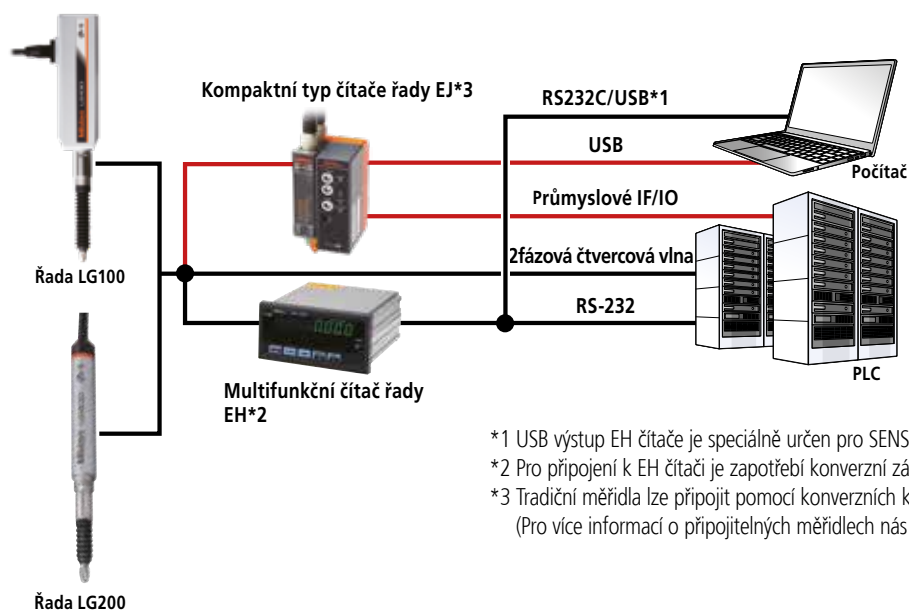 Kompaktní typ čítače řady EJ*3
RS232C/USB*1
USB
Počítač
Průmyslové IF/IO
2fázová čtvercová vlna
Řada LG100
RS-232
PLC
Multifunkční čítač řady
EH*2
*1 USB výstup EH čítače je speciálně určen pro SENS
*2 Pro připojení k EH čítači je zapotřebí konverzní zá
*3 Tradiční měřidla lze připojit pomocí konverzních k
(Pro více informací o připojitelných měřidlech nás
Řada LG200